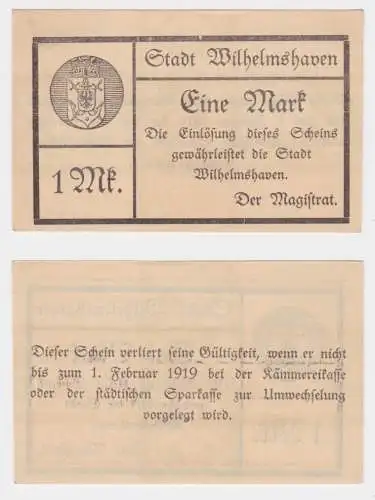 Stadt Wilhelmshaven
Eine Mark
Die Einlösung dieses Scheins
gewährleistet die Stadt
Wilhelmshaven.
Der Magistrat.
1 Mk.
Dieser Schein verliert seine Gültigkeit, wenn er nicht
bis zum 1. Februar 1919 bei der Kämmereikasse
oder der städtischen Sparkasse zur Umwechselung
vorgelegt wird.